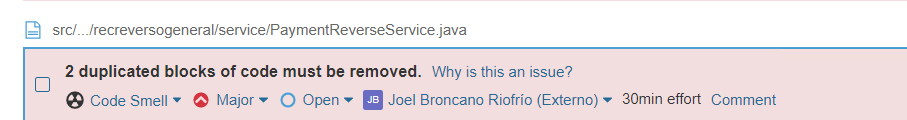 src/.../recreversogeneral/service/PaymentReverseService.java
2 duplicated blocks of code must be removed. Why is this an issue?
Code Smell Major Open JB Joel Broncano Riofrío (Externo) 30min effort Comment